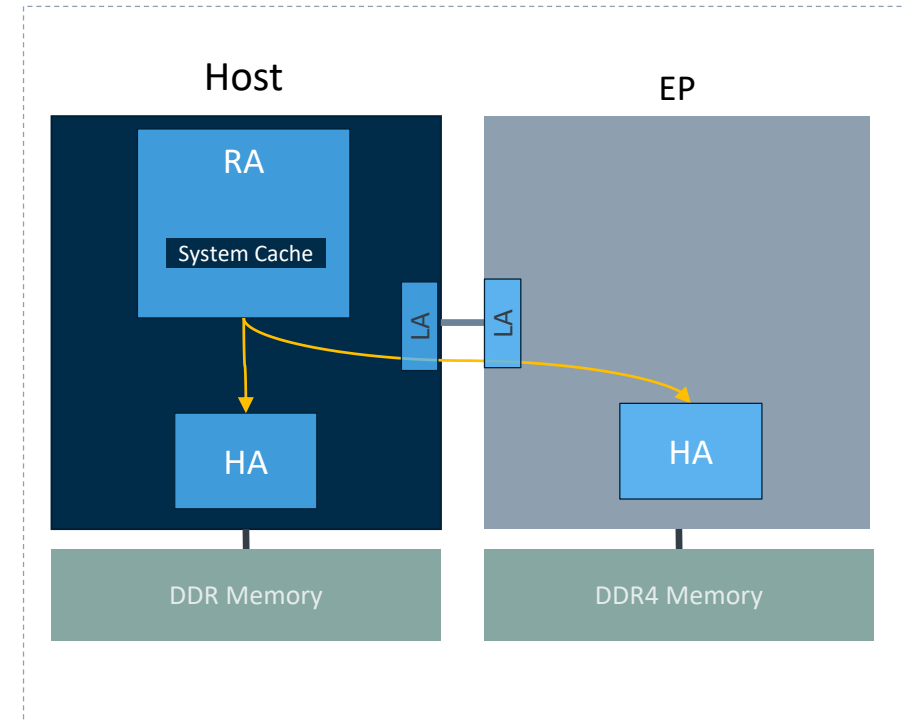 Host
EP
RA
System Cache
LA
LA
HA
HA
DDR Memory
DDR4 Memory